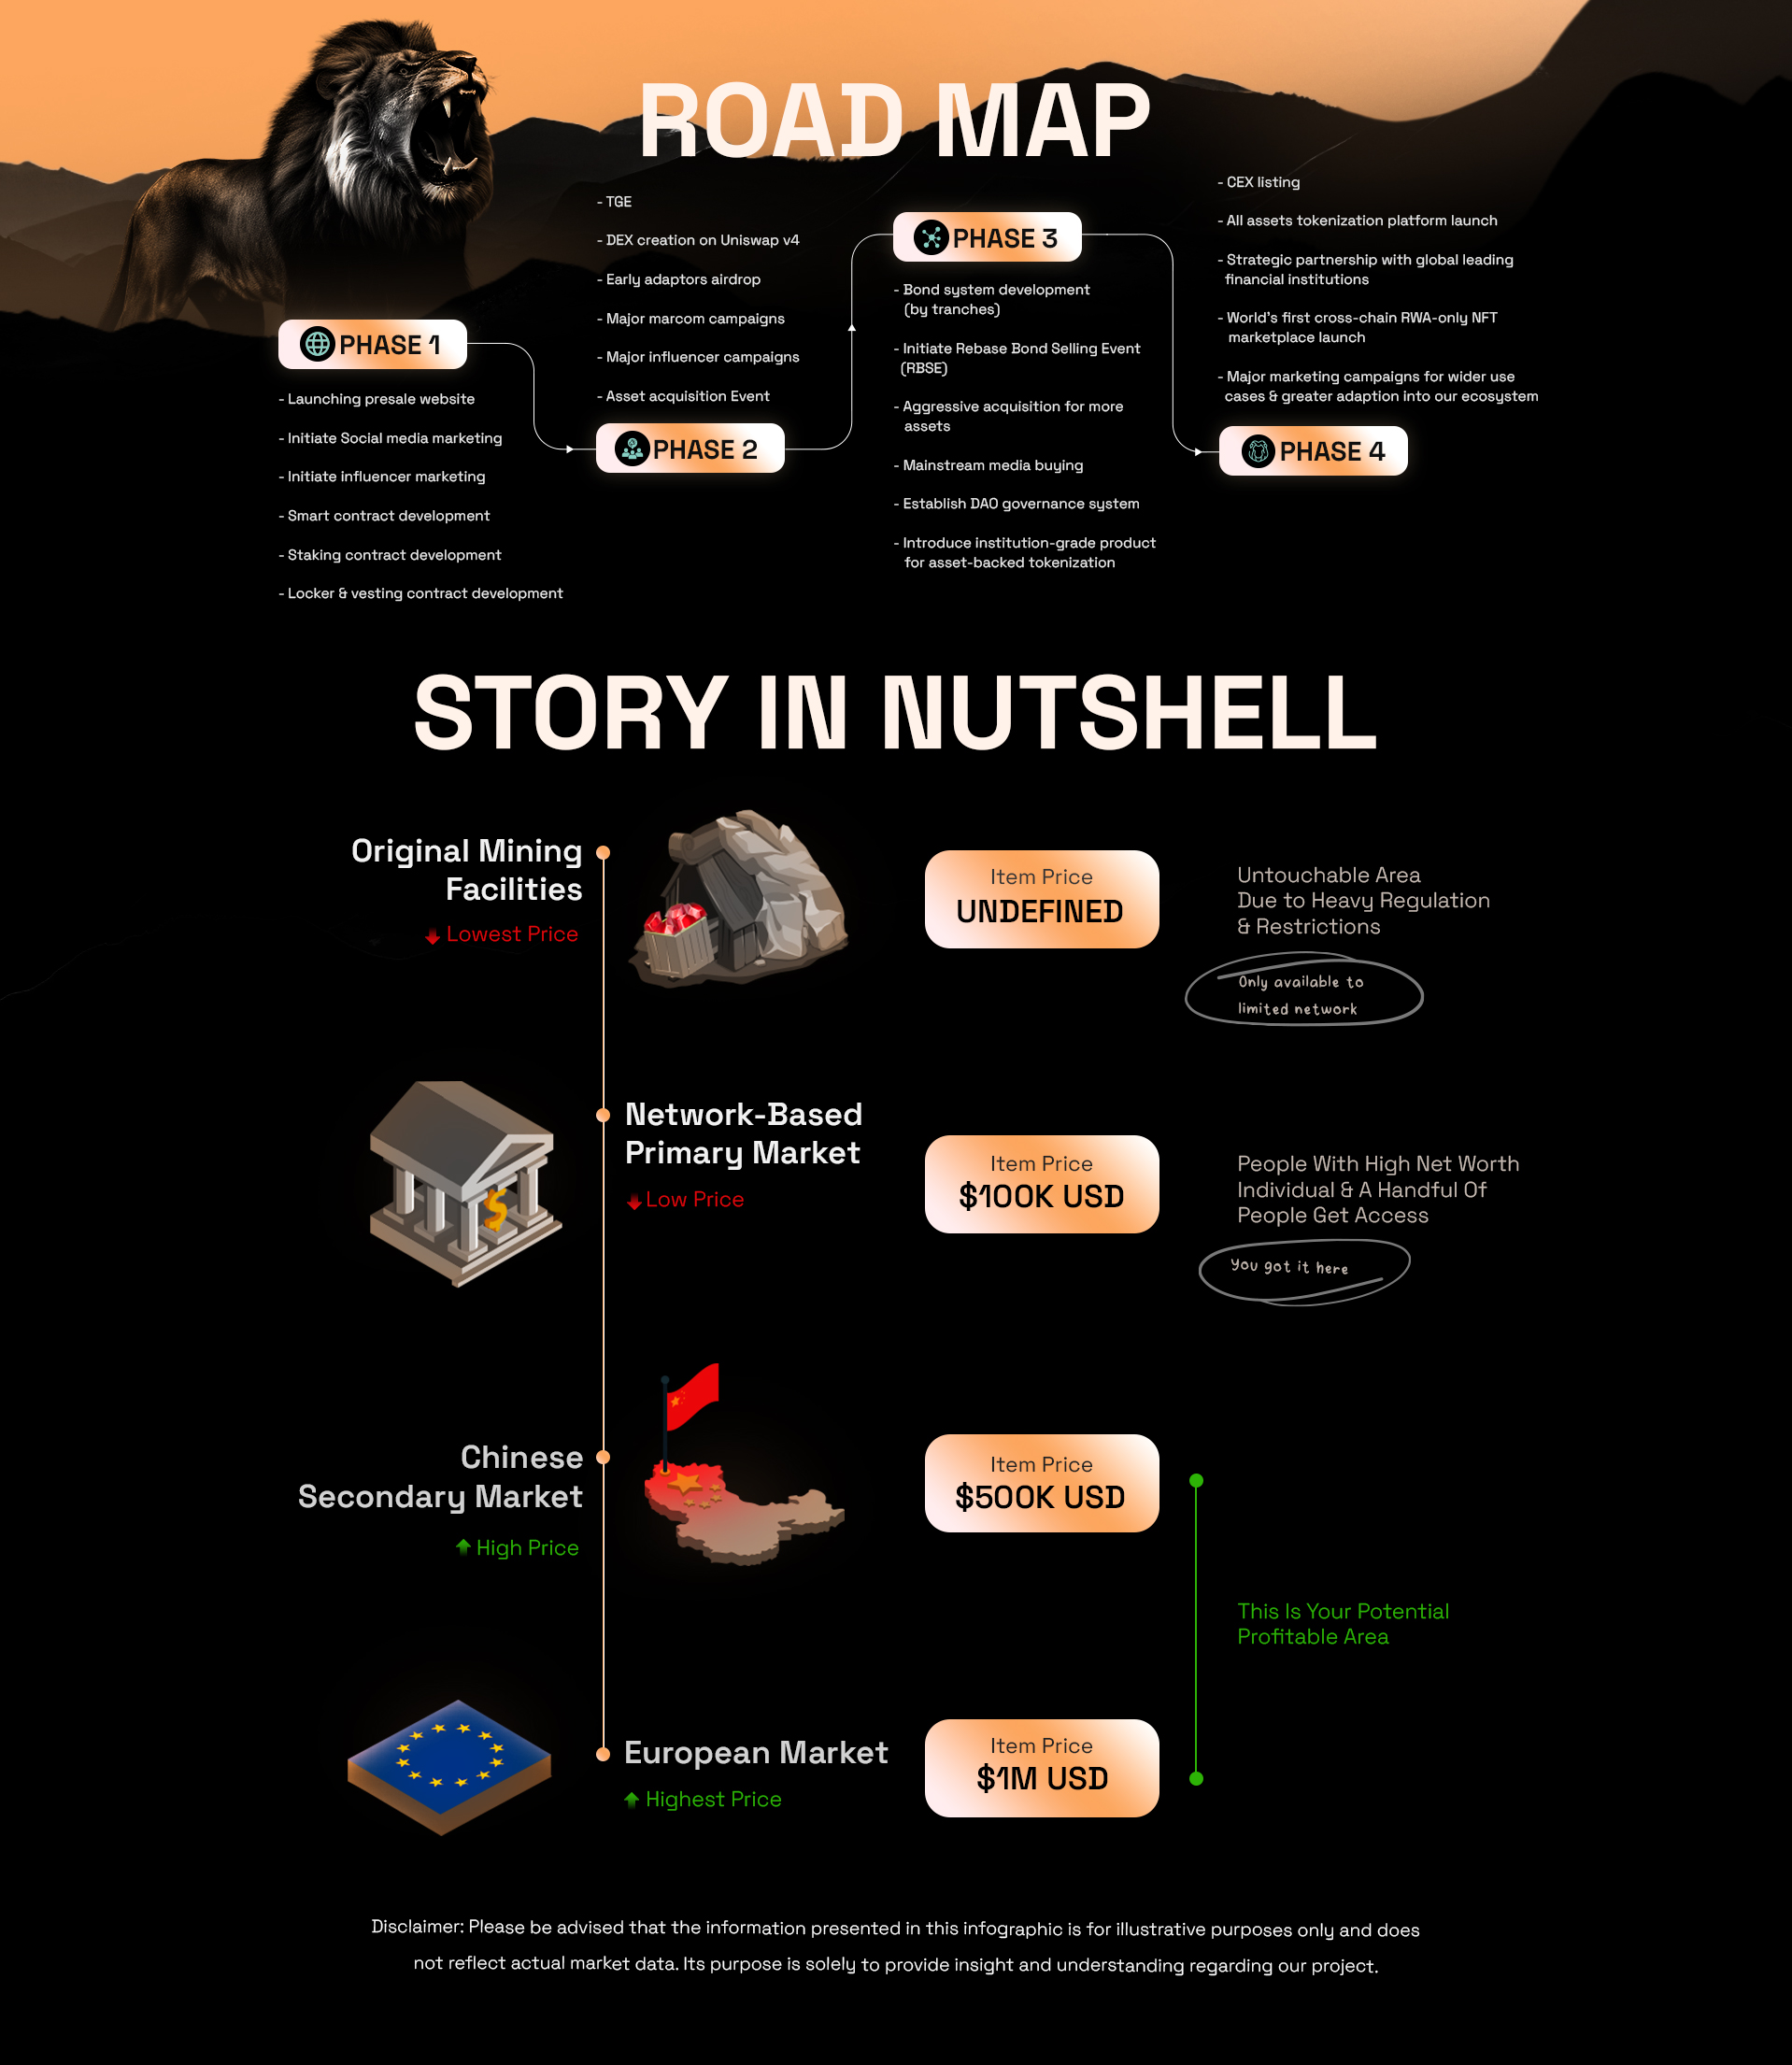 ROAD MAP
PHASE 1
- Launching presale website
- Initiate Social media marketing
- Initiate influencer marketing
- Smart contract development
- Staking contract development
- Locker & vesting contract development
- TGE
- DEX creation on Uniswap v4
- Early adaptors airdrop
- Major marcom campaigns
- Major influencer campaigns
- Asset acquisition Event
PHASE 2
PHASE 3
- Bond system development
(by tranches)
- Initiate Rebase Bond Selling Event
(RBSE)
- Aggressive acquisition for more
assets
- Mainstream media buying
- Establish DAO governance system
- Introduce institution-grade product
for asset-backed tokenization
- CEX listing
- All assets tokenization platform launch
- Strategic partnership with global leading
financial institutions
- World's first cross-chain RWA-only NFT
marketplace launch
- Major marketing campaigns for wider use
cases & greater adaption into our ecosystem
PHASE 4
STORY IN NUTSHELL
Original Mining
Facilities
Lowest Price
Item Price
UNDEFINED
Untouchable Area
Due to Heavy Regulation
& Restrictions
Only available to
limited network
Network-Based
Primary Market
Low Price
Item Price
$100K USD
People With High Net Worth
Individual & A Handful Of
People Get Access
You got it here
Chinese
Secondary Market
High Price
Item Price
$500K USD
This Is Your Potential
Profitable Area
European Market
Highest Price
Item Price
$1M USD
Disclaimer: Please be advised that the information presented in this infographic is for illustrative purposes only and does
not reflect actual market data. Its purpose is solely to provide insight and understanding regarding our project.